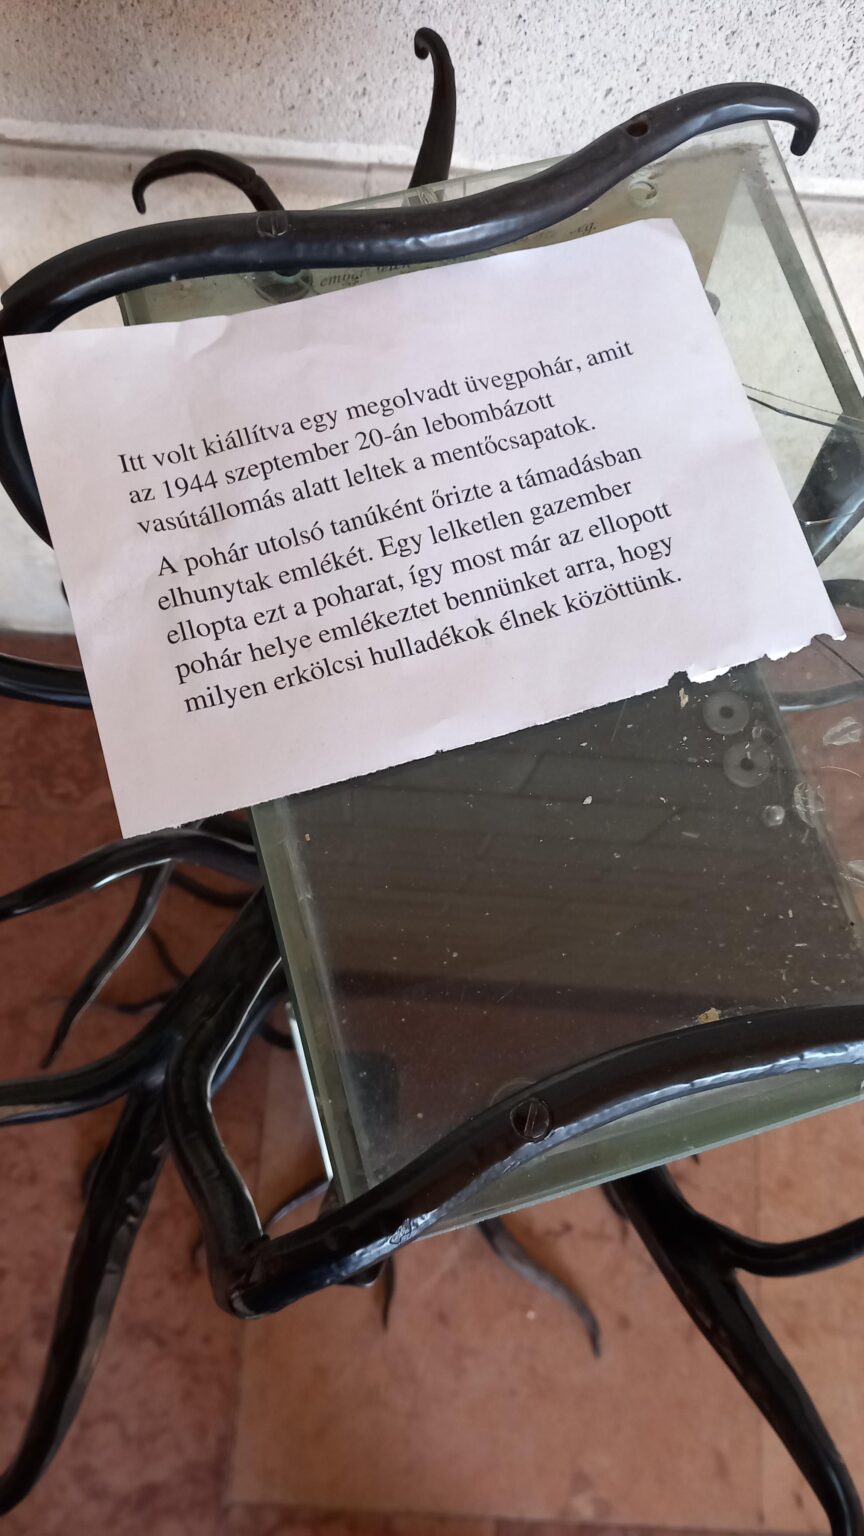 Itt volt kiállítva egy megolvadt üvegpohár, amit
az 1944 szeptember 20-án lebombázott
vasútállomás alatt leltek a mentőcsapatok.
A pohár utolsó tanúként őrizte a támadásban
elhunytak emlékét. Egy lelketlen gazember
ellopta ezt a poharat, így most már az ellopott
pohár helye emlékeztet bennünket arra, hogy
milyen erkölcsi hulladékok élnek közöttünk.